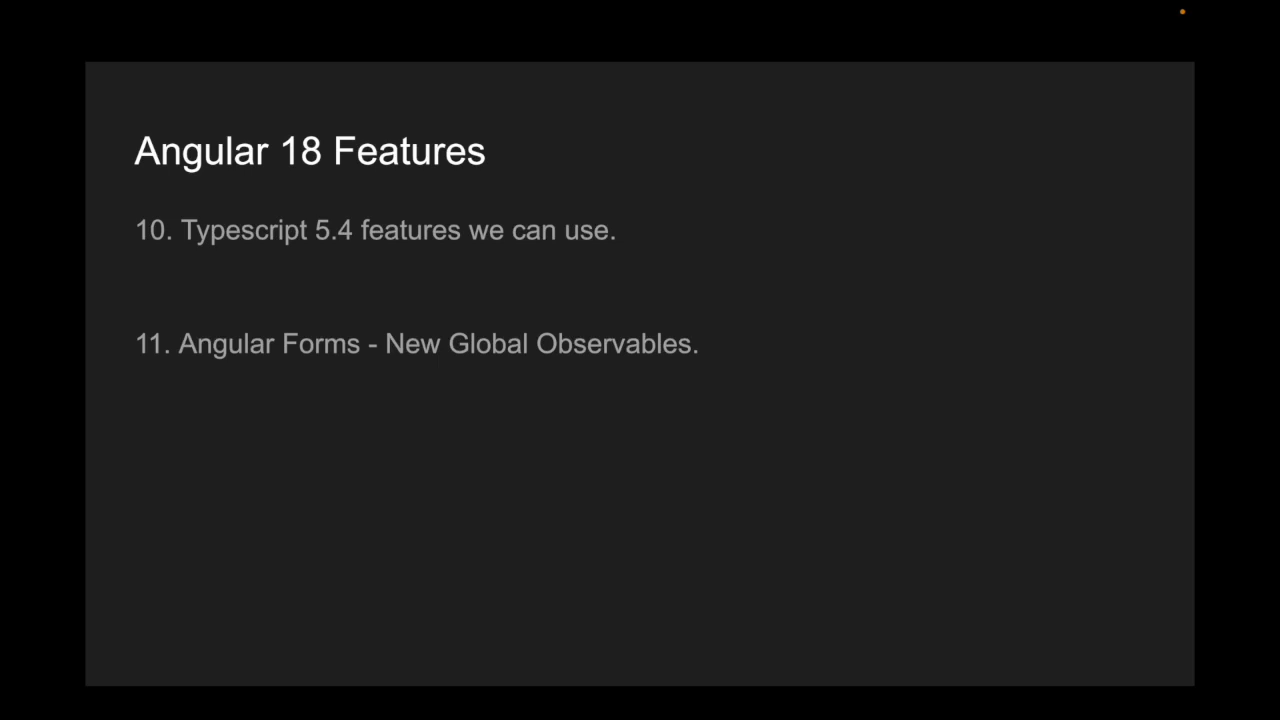 Angular 18 Features
10. Typescript 5.4 features we can use.
11. Angular Forms - New Global Observables.